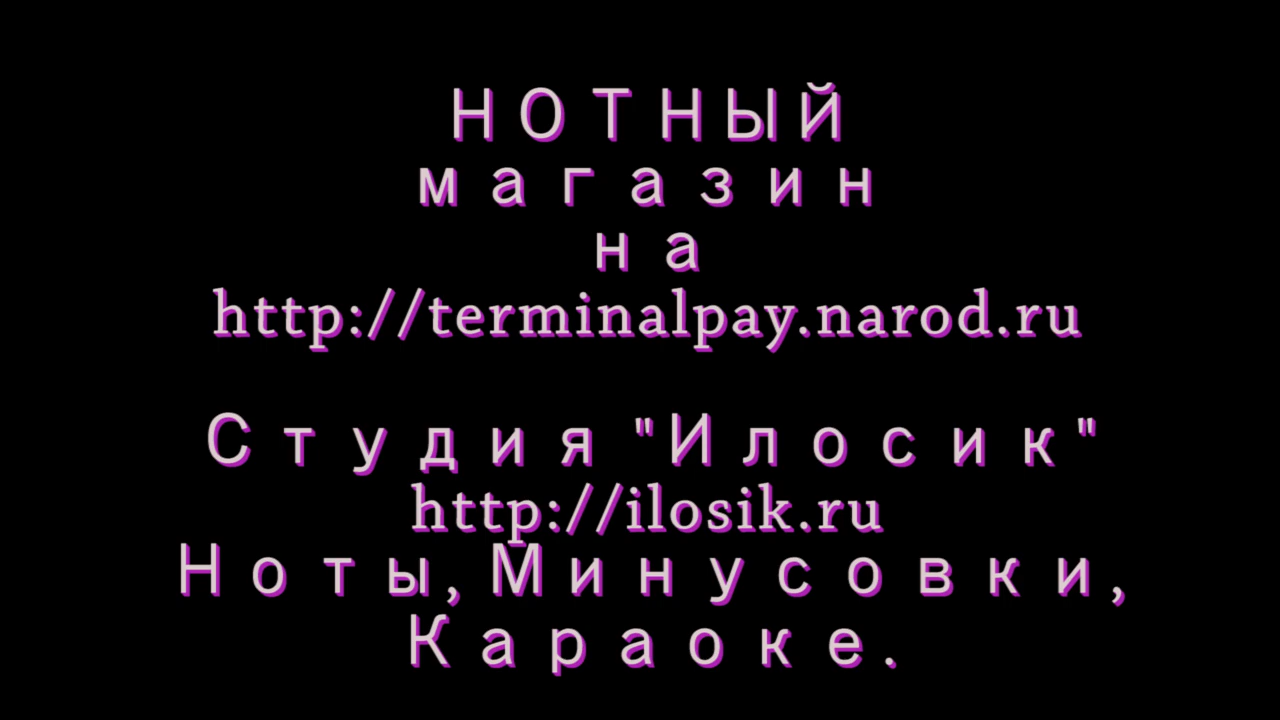 НОТНЫЙ
магазин
на
http://terminalpay.narod.ru
Студия "Илосик"
http://ilosik.ru
Ноты, Минусовки,
Караоке.